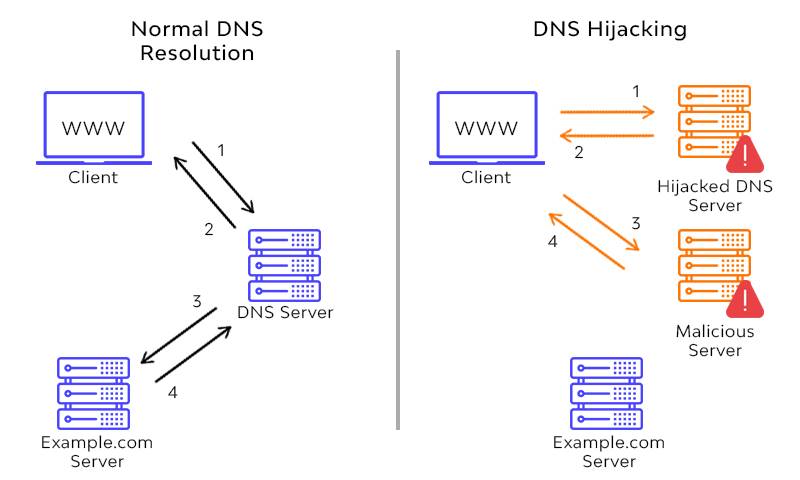 Normal DNS
Resolution
WWW
Client
1
2
DNS Server
3
4
Example.com
Server
DNS Hijacking
WWW
Client
1
2
!
Hijacked DNS
Server
3
4
!
Malicious
Server
Example.com
Server